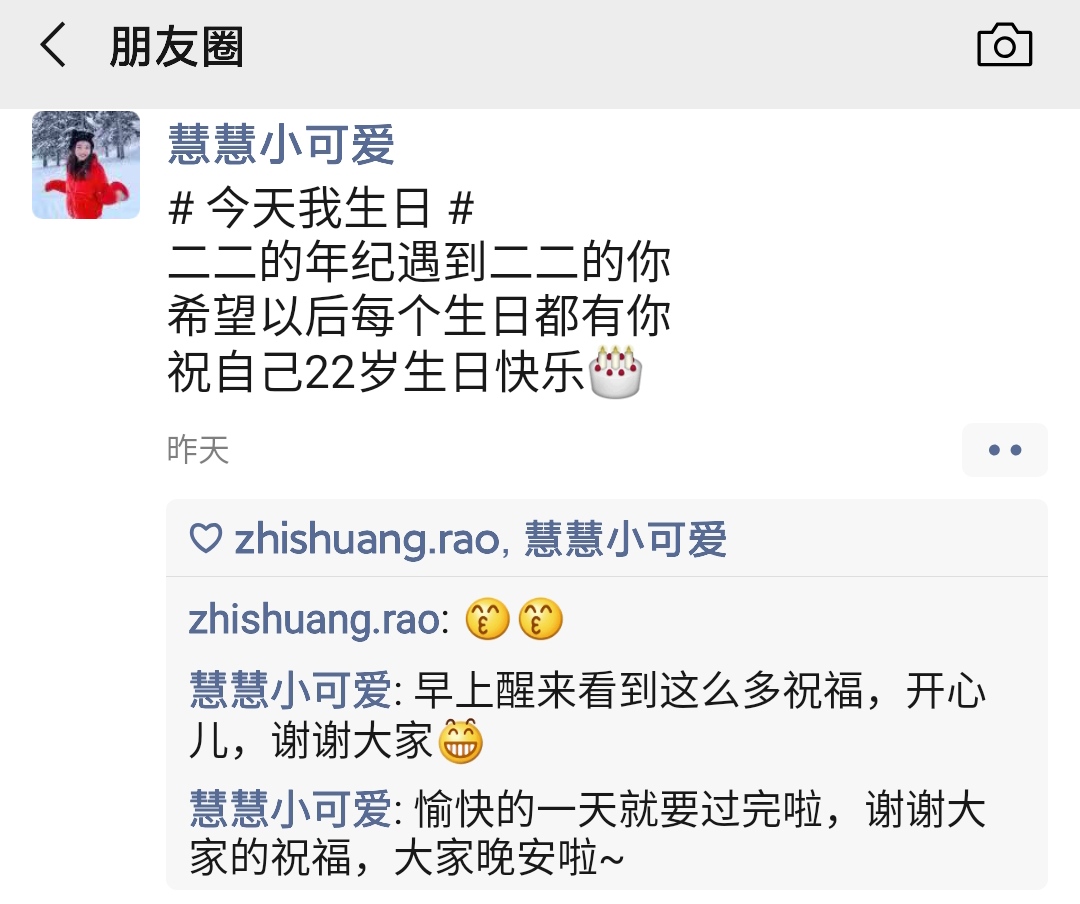 朋友圈
慧慧小可爱
# 今天我生日 #
二二的年纪遇到二二的你
希望以后每个生日都有你
祝自己22岁生日快乐🎂
昨天
zhishuang.rao, 慧慧小可爱
zhishuang.rao: 😙😙
慧慧小可爱: 早上醒来看到这么多祝福，开心
儿，谢谢大家😁
慧慧小可爱: 愉快的一天就要过完啦，谢谢大
家的祝福，大家晚安啦~